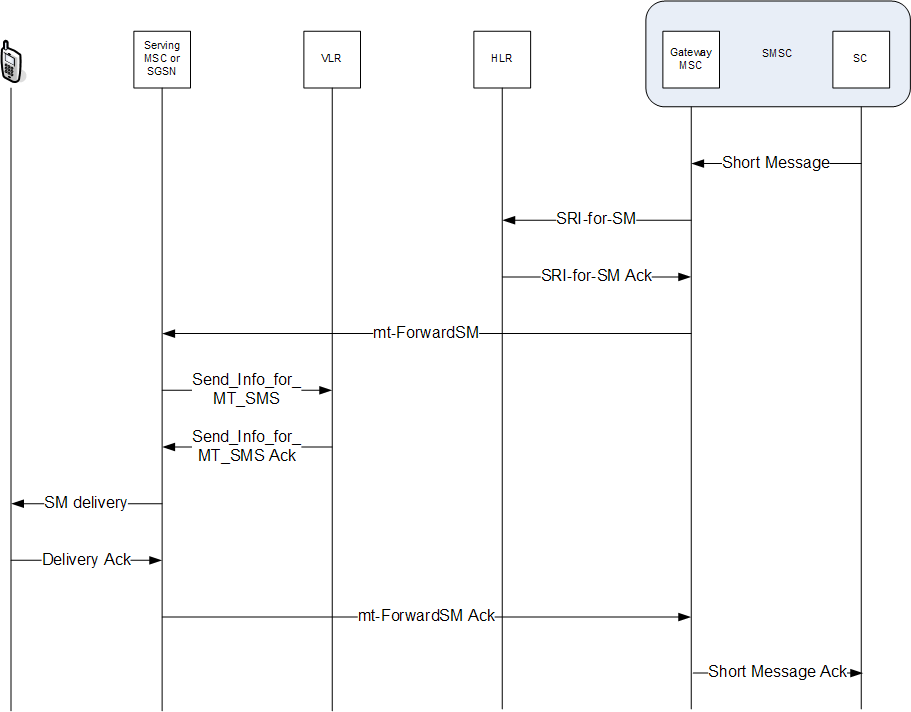 Serving
MSC or
SGSN
VLR
HLR
Gateway
MSC
SMSC
SC
Short Message
SRI-for-SM
SRI-for-SM Ack
mt-ForwardSM
Send_Info_for_
MT_SMS
Send_Info_for_
MT_SMS Ack
SM delivery
Delivery Ack
mt-ForwardSM Ack
Short Message Ack